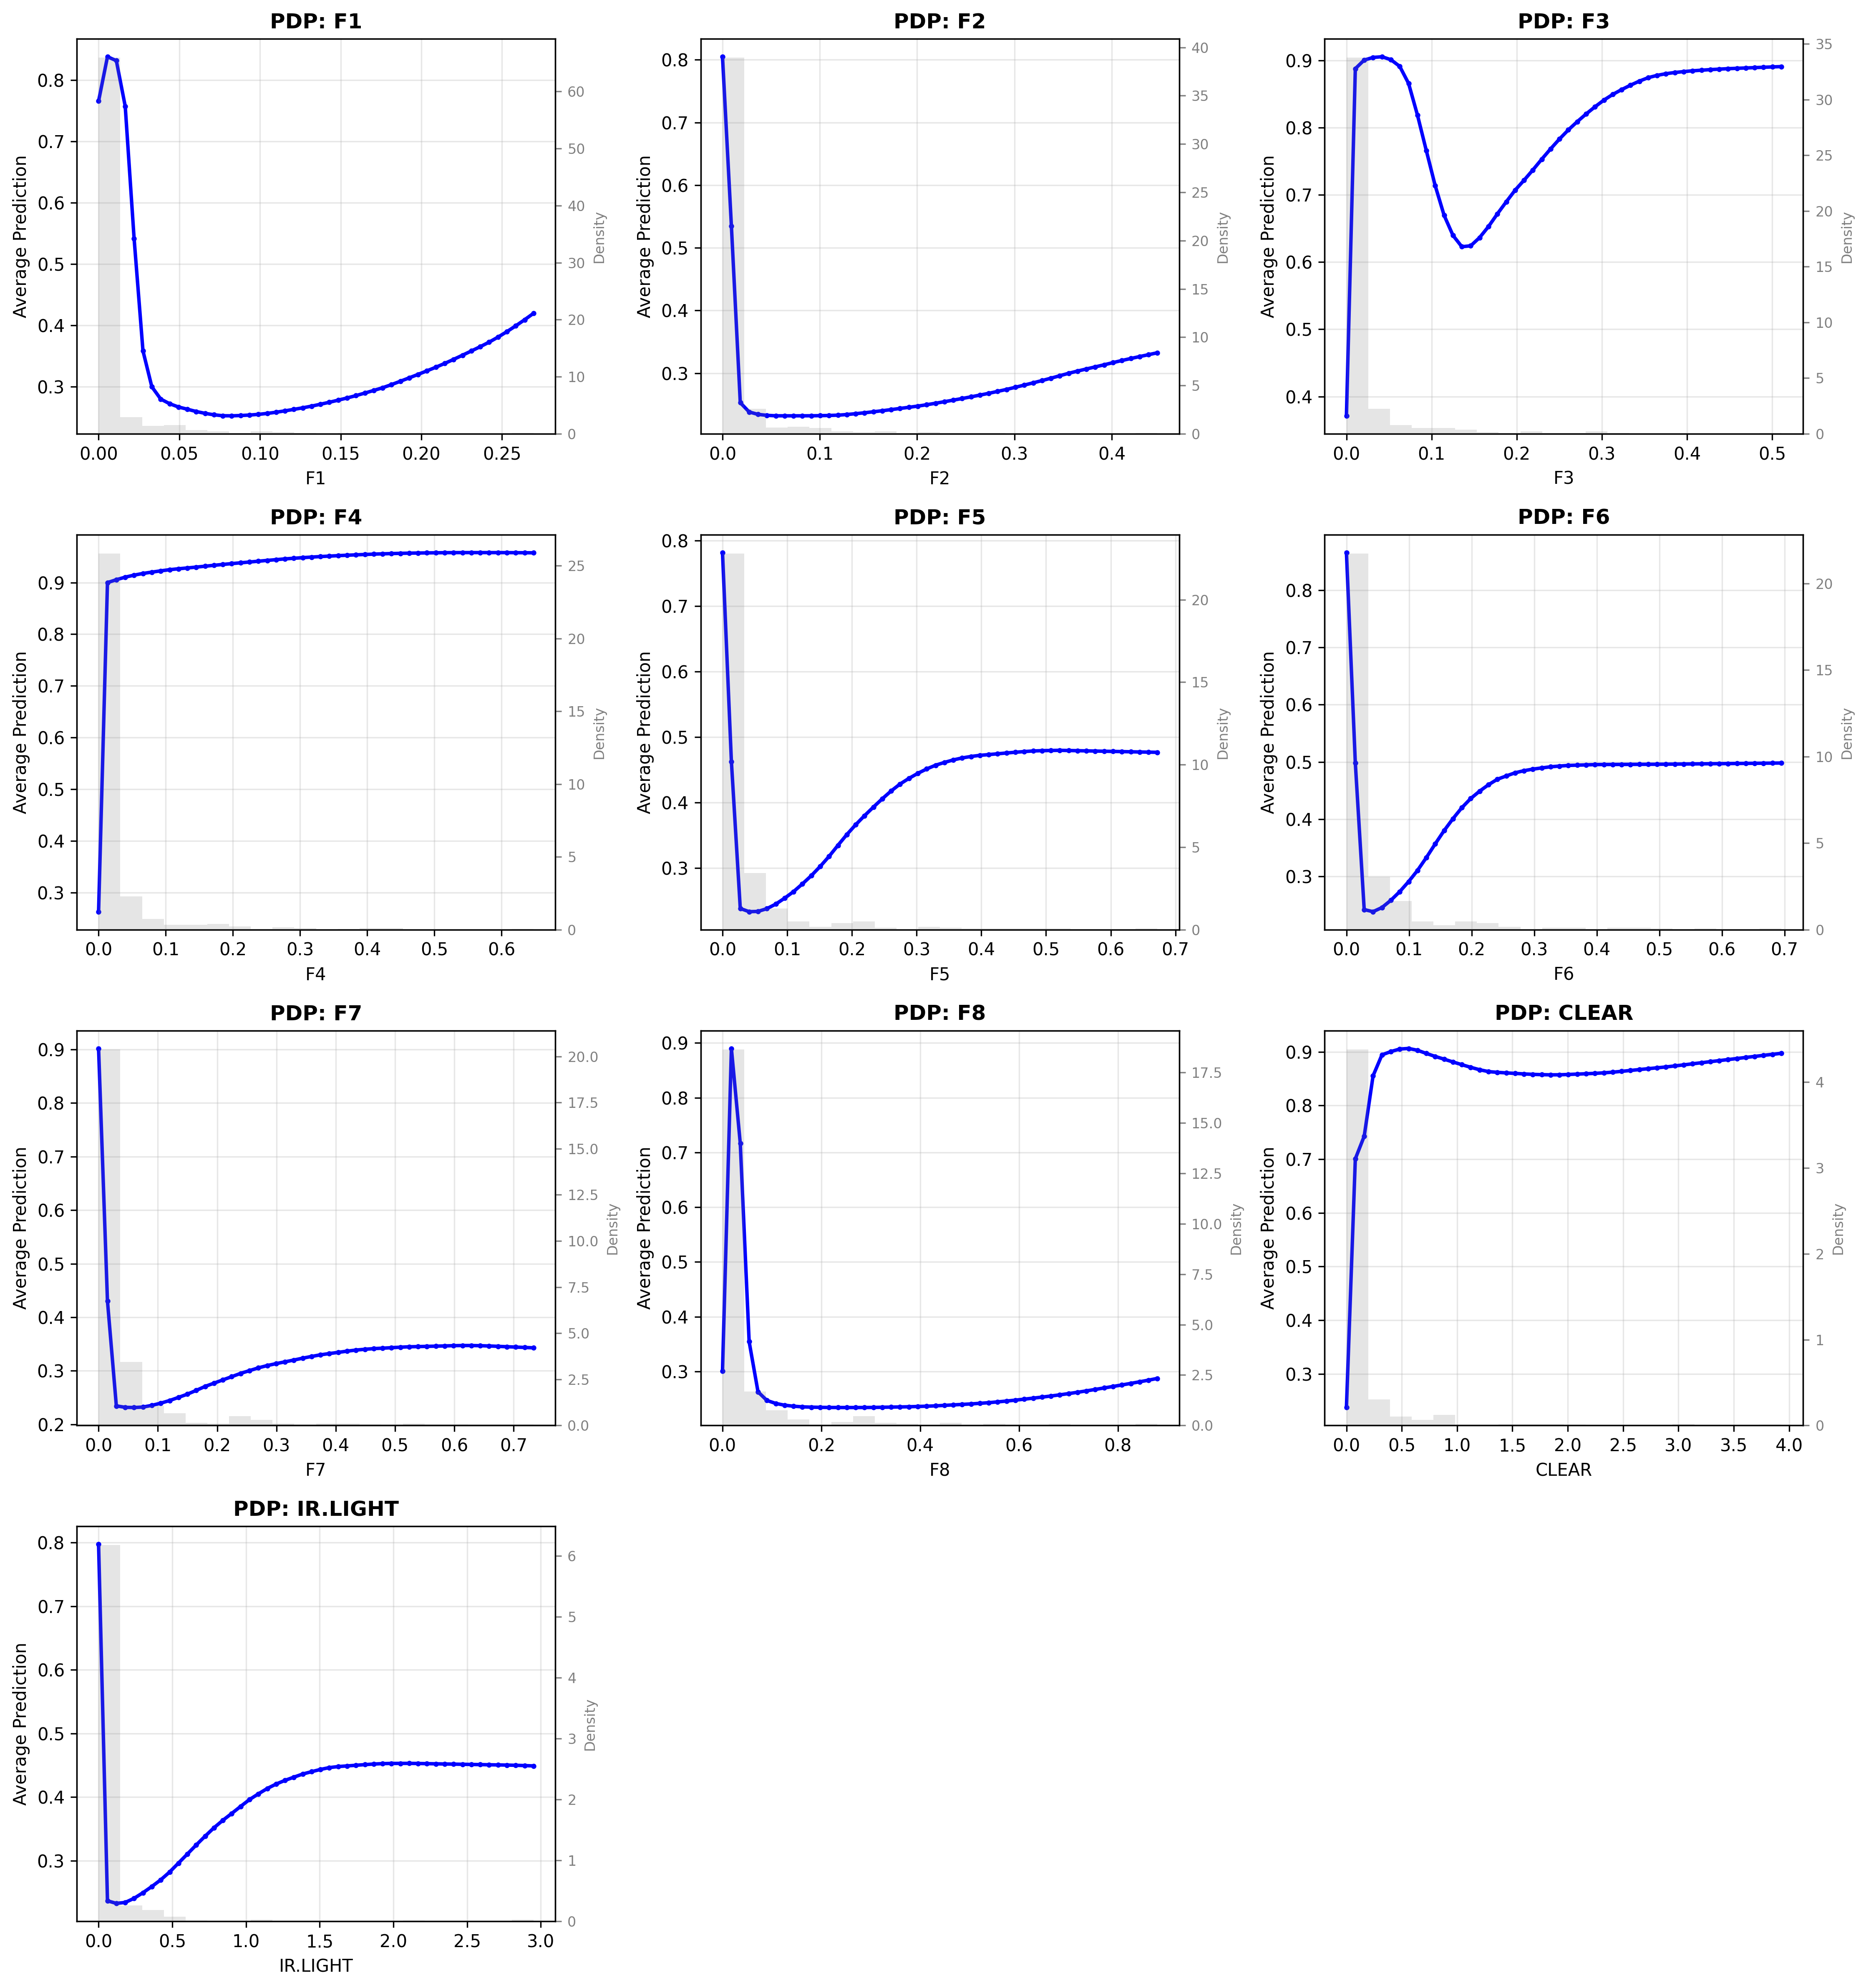 PDP: F1
0.8
0.7
0.6
0.5
0.4
0.3
Average Prediction
60
50
40
30
20
10
0
Density
0.00 0.05 0.10 0.15 0.20 0.25
F1
PDP: F2
0.8
0.7
0.6
0.5
0.4
0.3
Average Prediction
40
35
30
25
20
15
10
5
0
Density
0.0 0.1 0.2 0.3 0.4
F2
PDP: F3
0.9
0.8
0.7
0.6
0.5
0.4
Average Prediction
35
30
25
20
15
10
5
0
Density
0.0 0.1 0.2 0.3 0.4 0.5
F3
PDP: F4
0.9
0.8
0.7
0.6
0.5
0.4
0.3
Average Prediction
25
20
15
10
5
0
Density
0.0 0.1 0.2 0.3 0.4 0.5 0.6
F4
PDP: F5
0.8
0.7
0.6
0.5
0.4
0.3
Average Prediction
20
15
10
5
0
Density
0.0 0.1 0.2 0.3 0.4 0.5 0.6 0.7
F5
PDP: F6
0.8
0.7
0.6
0.5
0.4
0.3
Average Prediction
20
15
10
5
0
Density
0.0 0.1 0.2 0.3 0.4 0.5 0.6 0.7
F6
PDP: F7
0.9
0.8
0.7
0.6
0.5
0.4
0.3
0.2
Average Prediction
20.0
17.5
15.0
12.5
10.0
7.5
5.0
2.5
0.0
Density
0.0 0.1 0.2 0.3 0.4 0.5 0.6 0.7
F7
PDP: F8
0.9
0.8
0.7
0.6
0.5
0.4
0.3
Average Prediction
17.5
15.0
12.5
10.0
7.5
5.0
2.5
0.0
Density
0.0 0.2 0.4 0.6 0.8
F8
PDP: CLEAR
0.9
0.8
0.7
0.6
0.5
0.4
0.3
Average Prediction
4
3
2
1
0
Density
0.0 0.5 1.0 1.5 2.0 2.5 3.0 3.5 4.0
CLEAR
PDP: IR.LIGHT
0.8
0.7
0.6
0.5
0.4
0.3
Average Prediction
6
5
4
3
2
1
0
Density
0.0 0.5 1.0 1.5 2.0 2.5 3.0
IR.LIGHT